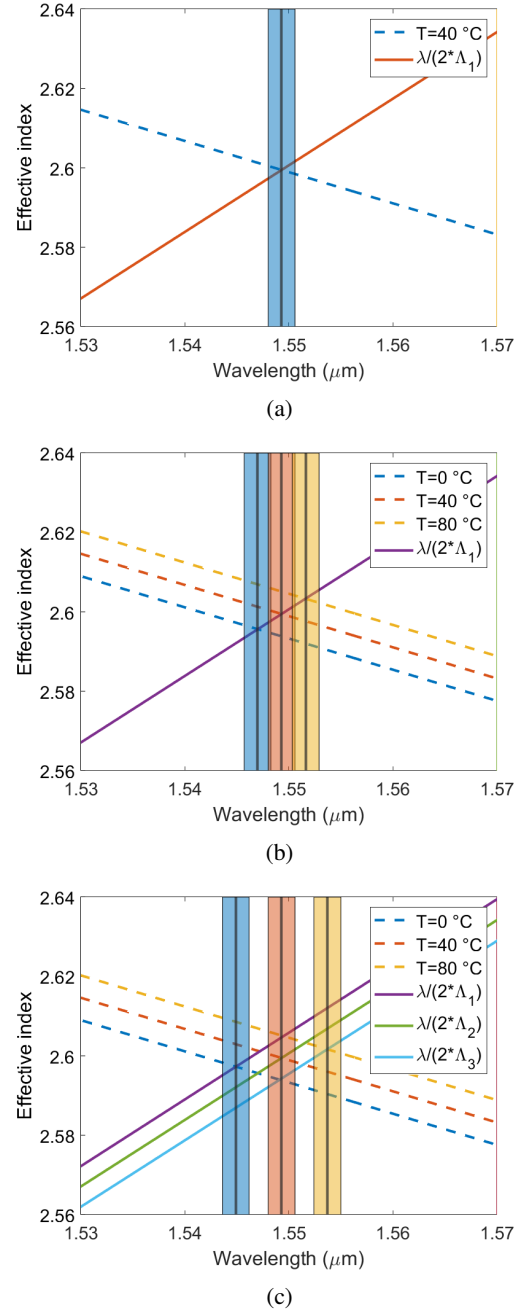 2.64
2.62
2.6
2.58
2.56
Effective index
T=40 °C
λ/(2*Λ₁)
1.53
1.54
1.55
1.56
1.57
Wavelength (μm)
(a)
2.64
2.62
2.6
2.58
2.56
Effective index
T=0 °C
T=40 °C
T=80 °C
λ/(2*Λ₁)
1.53
1.54
1.55
1.56
1.57
Wavelength (μm)
(b)
2.64
2.62
2.6
2.58
2.56
Effective index
T=0 °C
T=40 °C
T=80 °C
λ/(2*Λ₁)
λ/(2*Λ₂)
λ/(2*Λ₃)
1.53
1.54
1.55
1.56
1.57
Wavelength (μm)
(c)